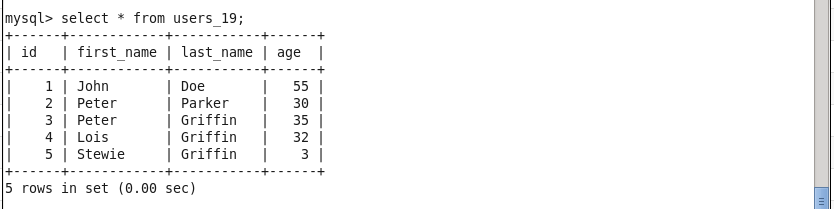 mysql> select * from users_19;
+------+------------+-----------+------+
| id   | first_name | last_name | age  |
+------+------------+-----------+------+
|    1 | John       | Doe       |   55 |
|    2 | Peter      | Parker    |   30 |
|    3 | Peter      | Griffin   |   35 |
|    4 | Lois       | Griffin   |   32 |
|    5 | Stewie     | Griffin   |    3 |
+------+------------+-----------+------+
5 rows in set (0.00 sec)